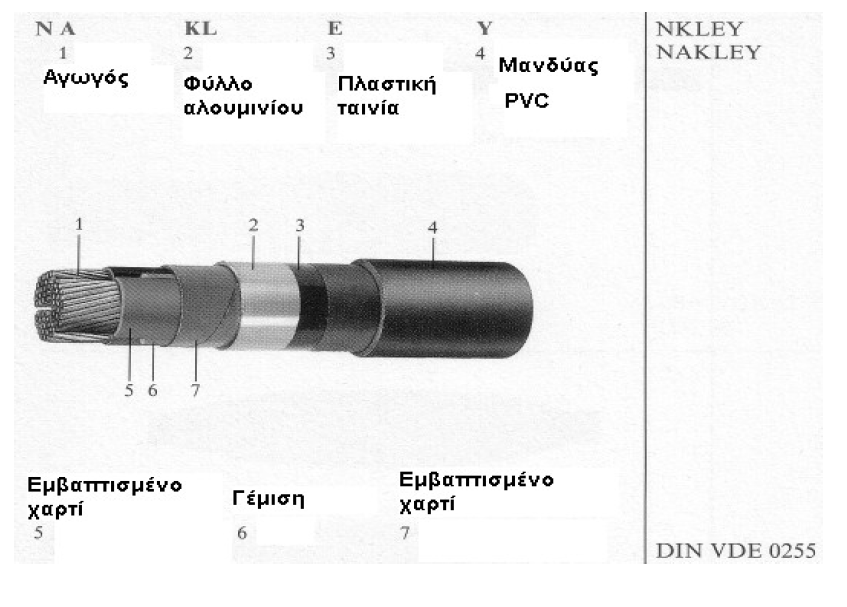 N A KL E Y
1 2 3 4
Αγωγός
Φύλλο
αλουμινίου
Πλαστική
ταινία
Μανδύας
PVC
NKLEY
NAKLEY
1 2 3 4
5 6 7
Εμβαπτισμένο
χαρτί
5
Γέμιση
6
Εμβαπτισμένο
χαρτί
7
DIN VDE 0255